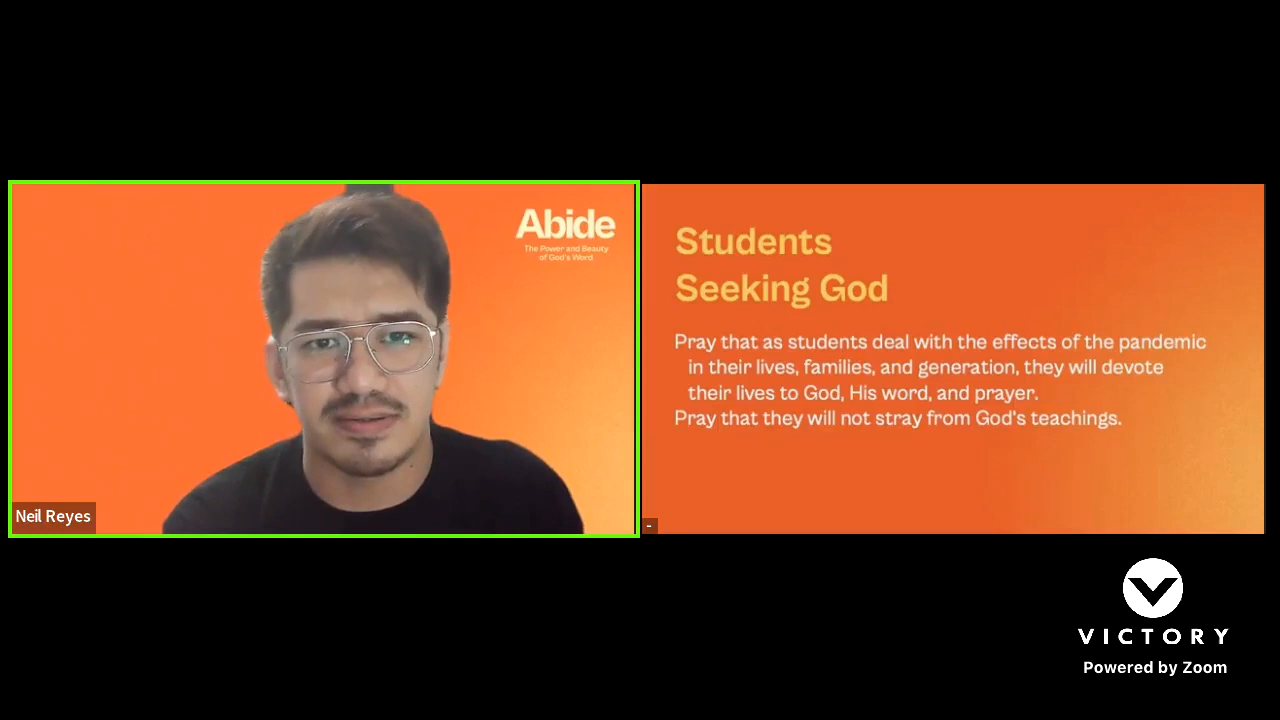 Abide
The Power and Beauty
of God's Word
Neil Reyes
Students
Seeking God
Pray that as students deal with the effects of the pandemic
in their lives, families, and generation, they will devote
their lives to God, His word, and prayer.
Pray that they will not stray from God's teachings.
-
VICTORY
Powered by Zoom